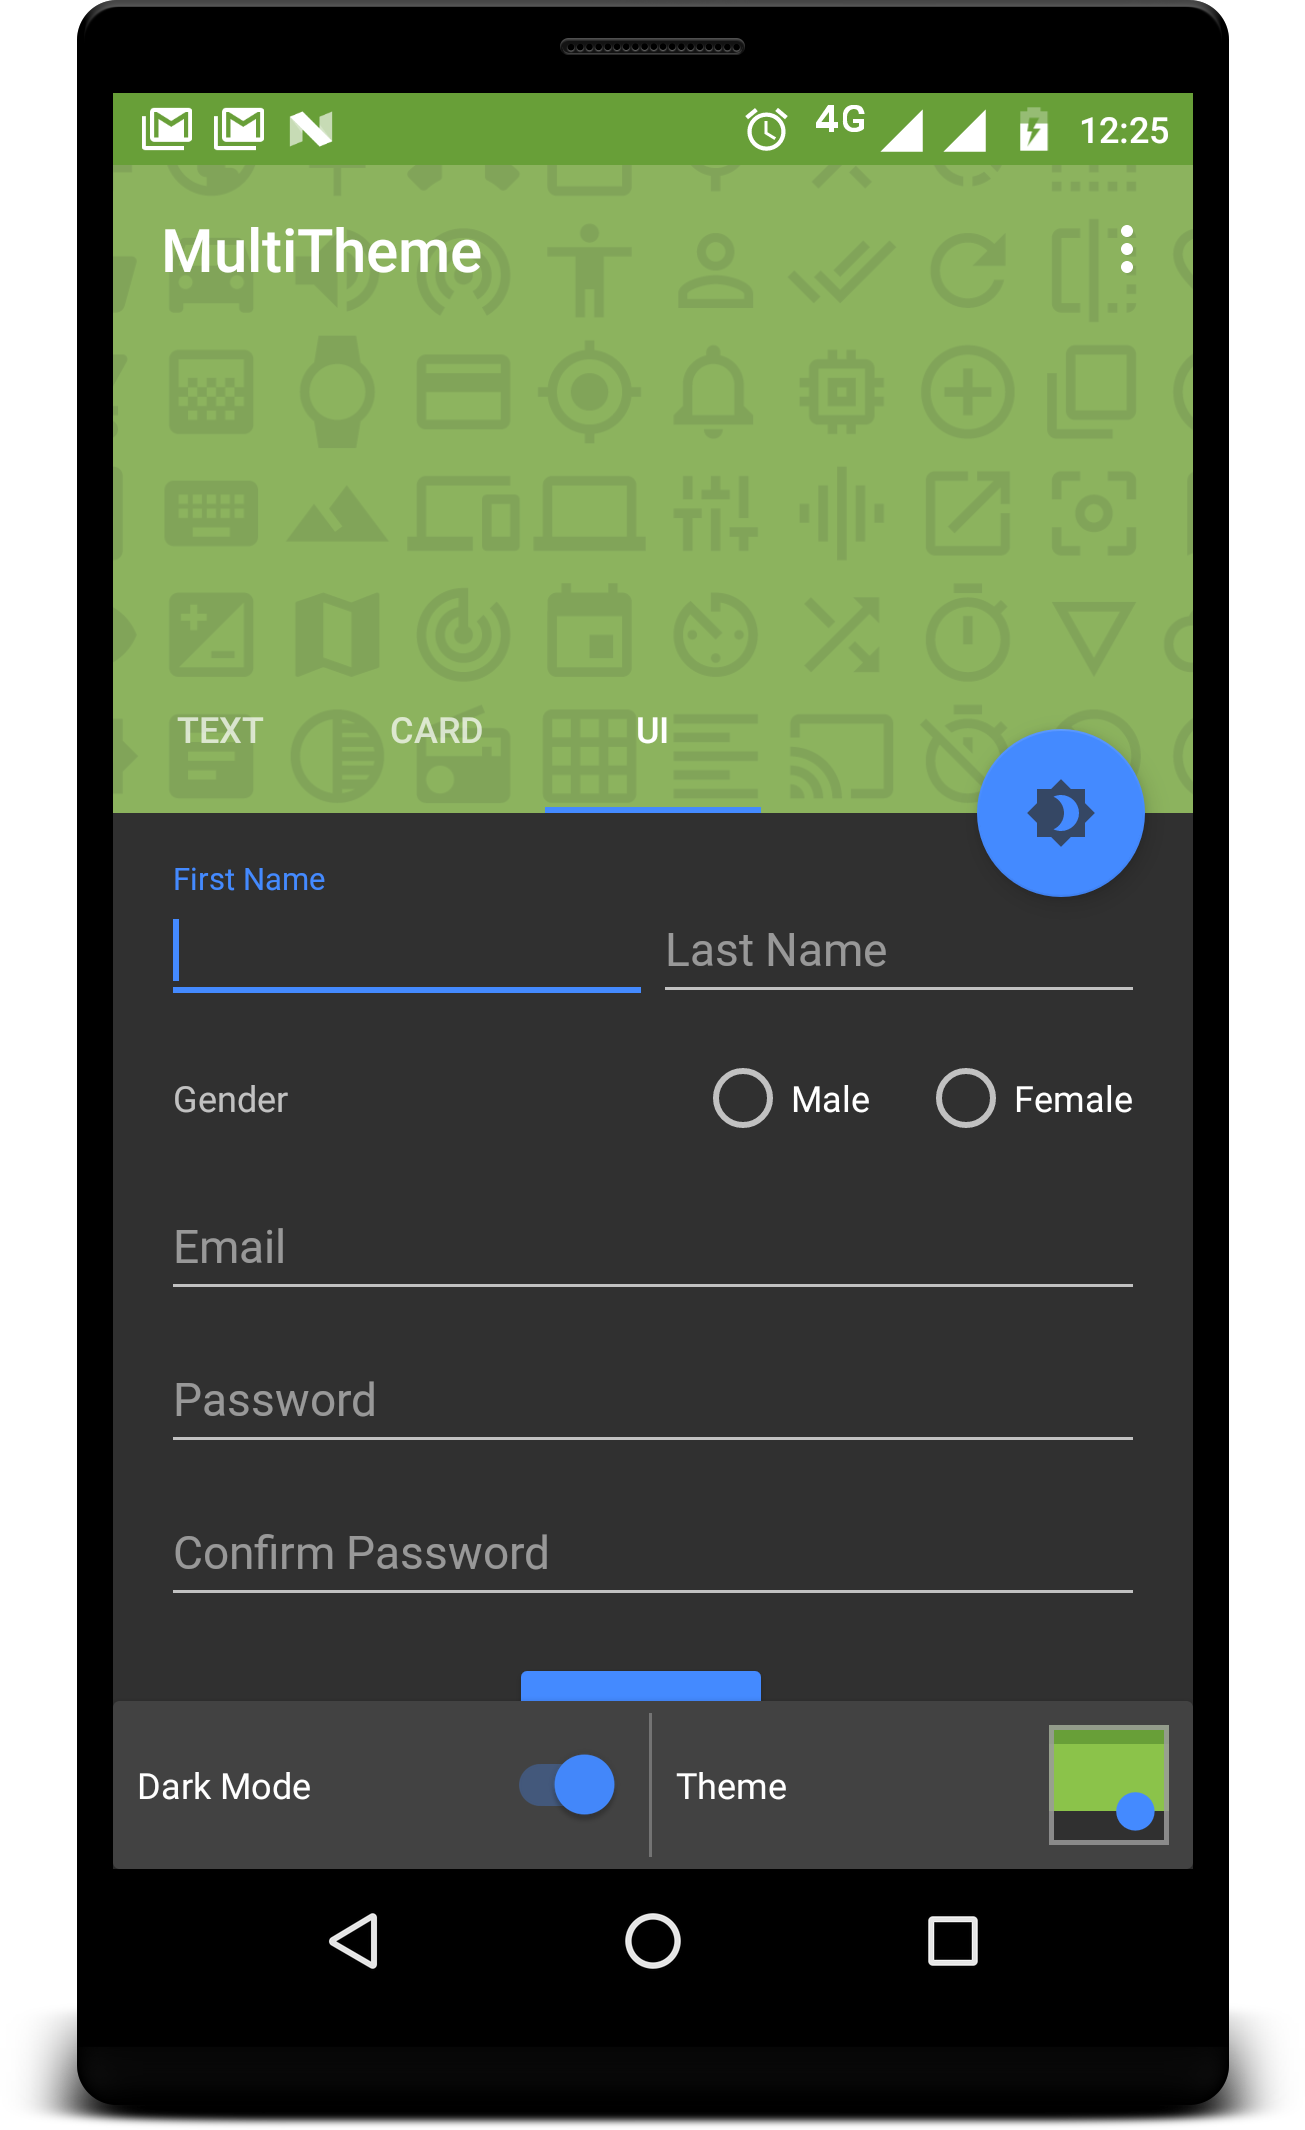 4G 12:25
MultiTheme
TEXT CARD UI
First Name
Last Name
Gender Male Female
Email
Password
Confirm Password
Dark Mode Theme